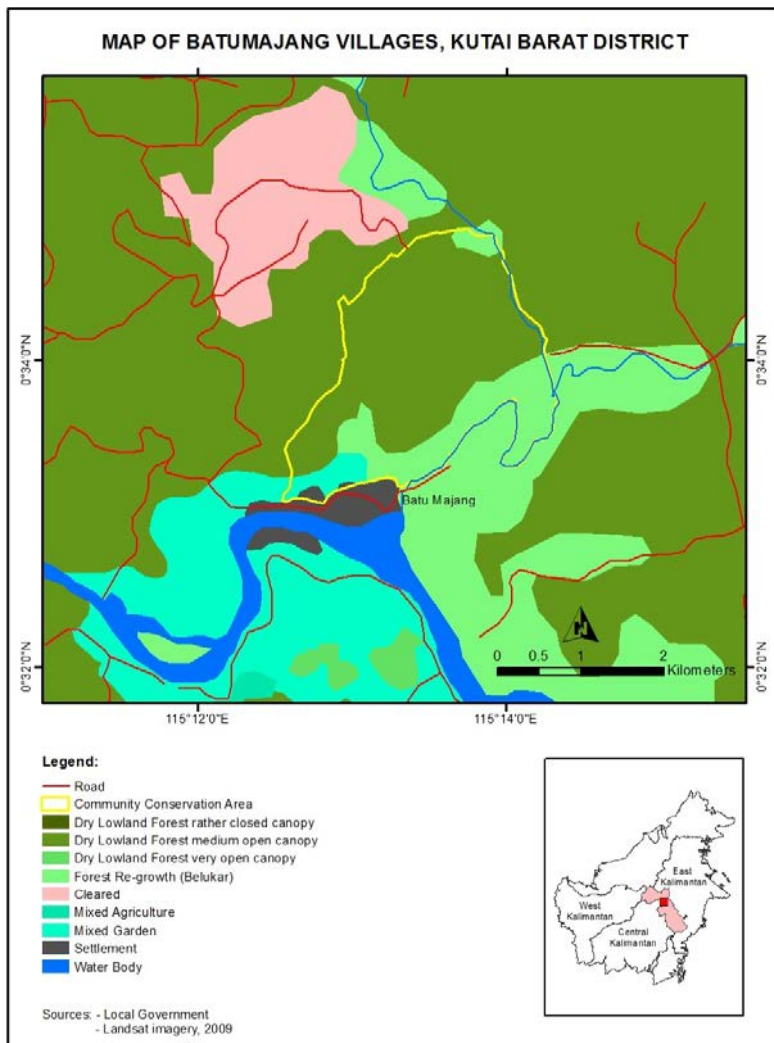 MAP OF BATUMAJANG VILLAGES, KUTAI BARAT DISTRICT
0°34'0"N
0°34'0"N
Batu Majang
0°32'0"N
0°32'0"N
N
0 0.5 1 2
Kilometers
115°12'0"E
115°14'0"E
Legend:
Road
Community Conservation Area
Dry Lowland Forest rather closed canopy
Dry Lowland Forest medium open canopy
Dry Lowland Forest very open canopy
Forest Re-growth (Belukar)
Cleared
Mixed Agriculture
Mixed Garden
Settlement
Water Body
East
Kalimantan
West
Kalimantan
Central
Kalimantan
Sources: - Local Government
- Landsat imagery, 2009